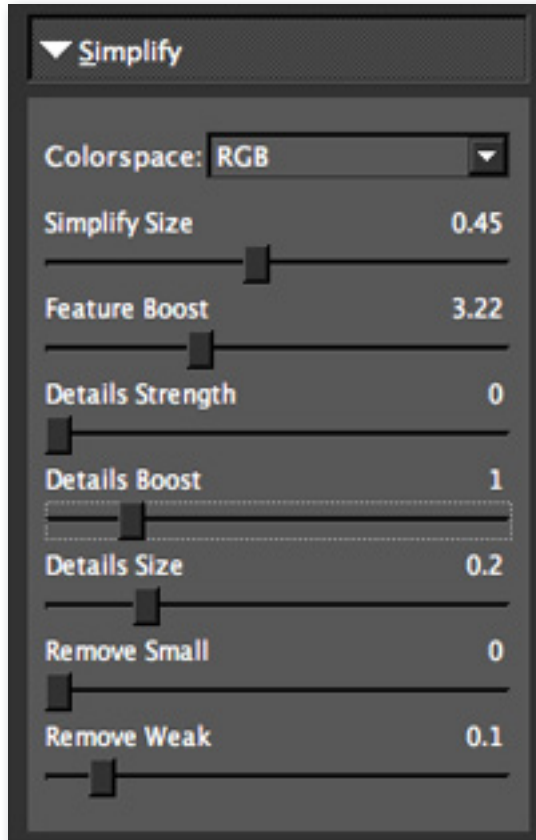 Simplify
Colorspace: RGB
Simplify Size 0.45
Feature Boost 3.22
Details Strength 0
Details Boost 1
Details Size 0.2
Remove Small 0
Remove Weak 0.1